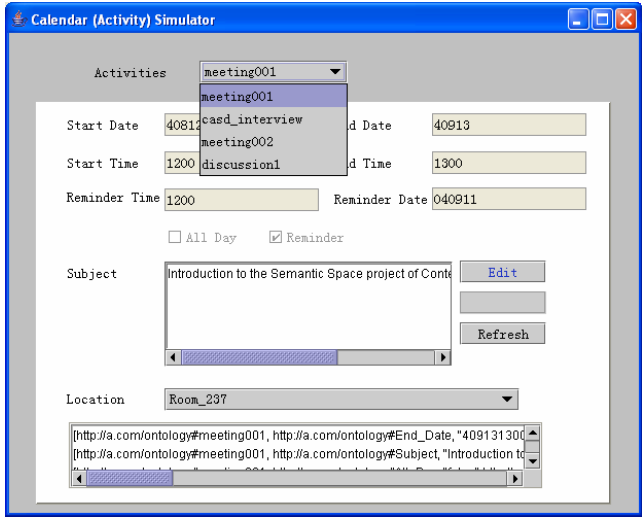 Calendar (Activity) Simulator
Activities meeting001
meeting001
casd_interview
meeting002
discussion1
Start Date 40812 d Date 40913
Start Time 1200 d Time 1300
Reminder Time 1200 Reminder Date 040911
All Day Reminder
Subject Introduction to the Semantic Space project of Conte
Edit
Refresh
Location Room_237
[http://a.com/ontology#meeting001, http://a.com/ontology#End_Date, "409131300
[http://a.com/ontology#meeting001, http://a.com/ontology#Subject, "Introduction to